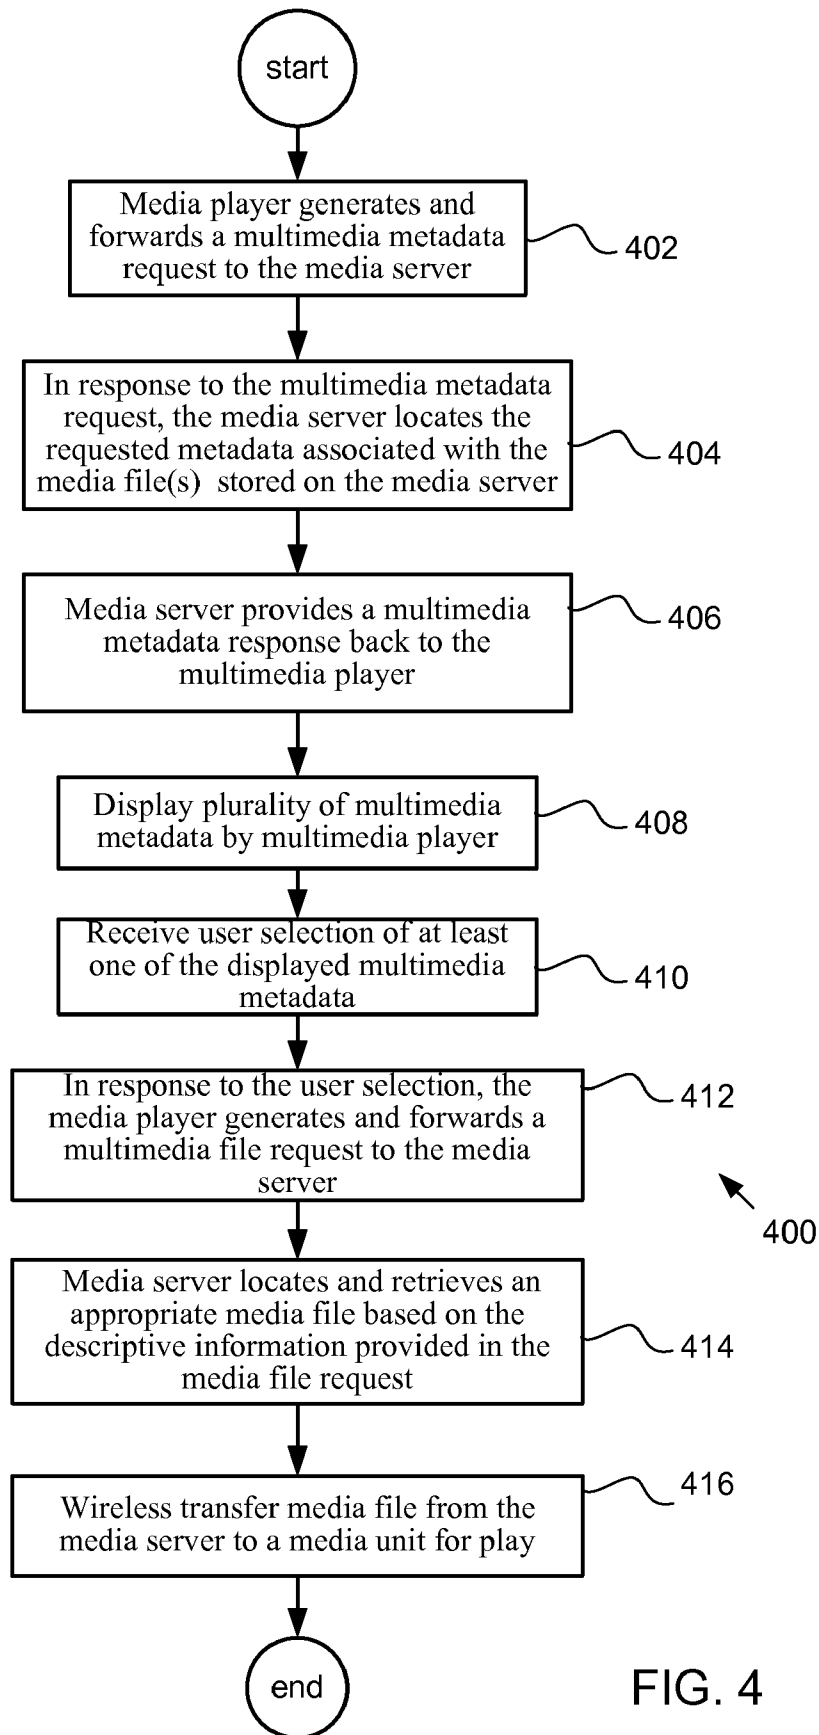 start
Media player generates and
forwards a multimedia metadata
request to the media server
402
In response to the multimedia metadata
request, the media server locates the
requested metadata associated with the
media file(s) stored on the media server
404
Media server provides a multimedia
metadata response back to the
multimedia player
406
Display plurality of multimedia
metadata by multimedia player
408
Receive user selection of at least
one of the displayed multimedia
metadata
410
In response to the user selection, the
media player generates and forwards a
multimedia file request to the media
server
412
400
Media server locates and retrieves an
appropriate media file based on the
descriptive information provided in the
media file request
414
Wireless transfer media file from the
media server to a media unit for play
416
end
FIG. 4